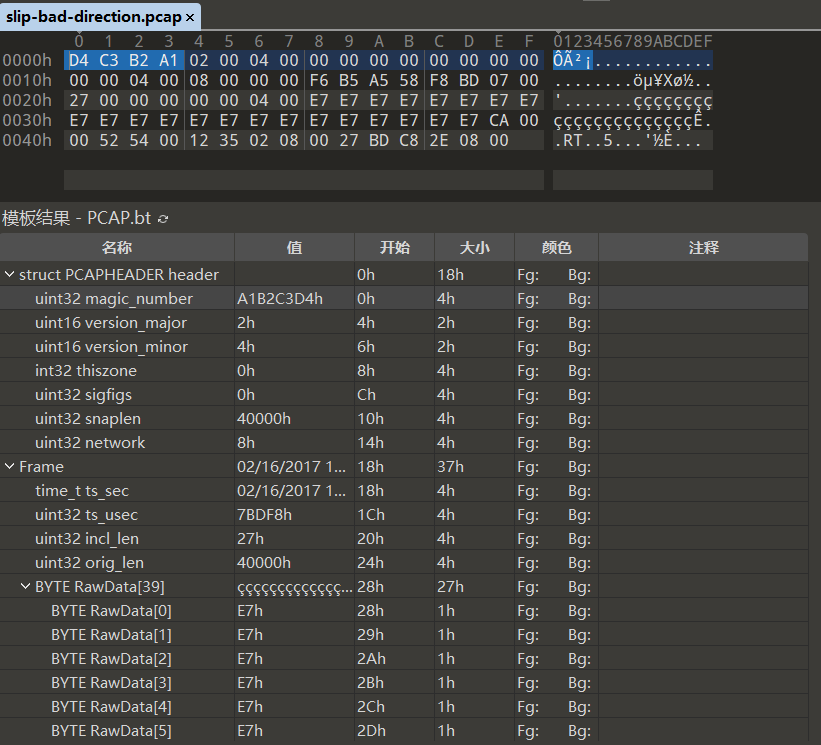 slip-bad-direction.pcap ×
0 1 2 3 4 5 6 7 8 9 A B C D E F 0123456789ABCDEF
0000h D4 C3 B2 A1 02 00 04 00 00 00 00 00 00 00 00 00 ÔÃ²¡............
0010h 00 00 04 00 08 00 00 00 F6 B5 A5 58 F8 BD 07 00 ........öµ¥Xø½..
0020h 27 00 00 00 00 00 04 00 E7 E7 E7 E7 E7 E7 E7 E7 '.......çççççççç
0030h E7 E7 E7 E7 E7 E7 E7 E7 E7 E7 E7 E7 E7 E7 CA 00 ççççççççççççççÊ.
0040h 00 52 54 00 12 35 02 08 00 27 BD C8 2E 08 00 .RT..5...'½È...
模板结果 - PCAP.bt
名称 值 开始 大小 颜色 注释
struct PCAPHEADER header 0h 18h Fg: Bg:
uint32 magic_number A1B2C3D4h 0h 4h Fg: Bg:
uint16 version_major 2h 4h 2h Fg: Bg:
uint16 version_minor 4h 6h 2h Fg: Bg:
int32 thiszone 0h 8h 4h Fg: Bg:
uint32 sigfigs 0h Ch 4h Fg: Bg:
uint32 snaplen 40000h 10h 4h Fg: Bg:
uint32 network 8h 14h 4h Fg: Bg:
Frame 02/16/2017 1... 18h 37h Fg: Bg:
time_t ts_sec 02/16/2017 1... 18h 4h Fg: Bg:
uint32 ts_usec 7BDF8h 1Ch 4h Fg: Bg:
uint32 incl_len 27h 20h 4h Fg: Bg:
uint32 orig_len 40000h 24h 4h Fg: Bg:
BYTE RawData[39] ççççççççççççç... 28h 27h Fg: Bg:
BYTE RawData[0] E7h 28h 1h Fg: Bg:
BYTE RawData[1] E7h 29h 1h Fg: Bg:
BYTE RawData[2] E7h 2Ah 1h Fg: Bg:
BYTE RawData[3] E7h 2Bh 1h Fg: Bg:
BYTE RawData[4] E7h 2Ch 1h Fg: Bg:
BYTE RawData[5] E7h 2Dh 1h Fg: Bg: